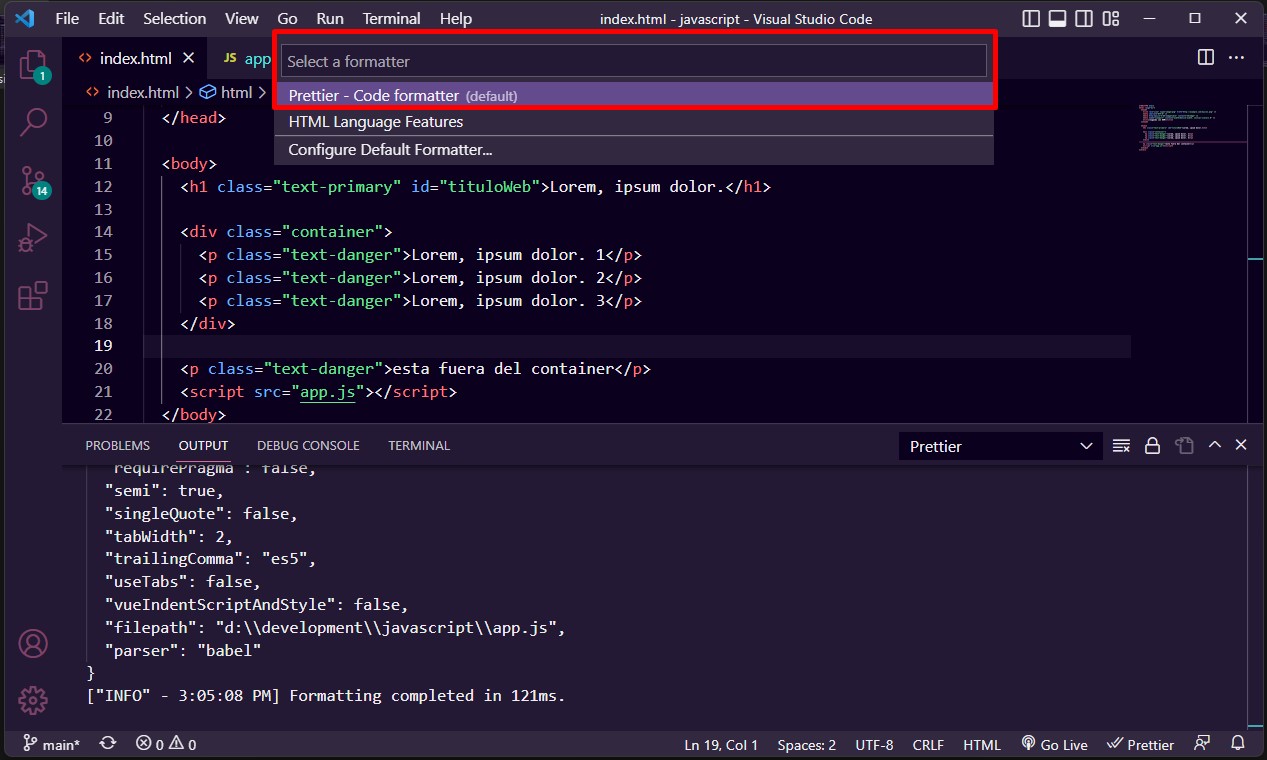 File Edit Selection View Go Run Terminal Help index.html - javascript - Visual Studio Code
<> index.html × JS app
Select a formatter
<> index.html > html >
Prettier - Code formatter (default)
HTML Language Features
Configure Default Formatter...
1
14
9 </head>
10
11 <body>
12 <h1 class="text-primary" id="tituloWeb">Lorem, ipsum dolor.</h1>
13
14 <div class="container">
15 <p class="text-danger">Lorem, ipsum dolor. 1</p>
16 <p class="text-danger">Lorem, ipsum dolor. 2</p>
17 <p class="text-danger">Lorem, ipsum dolor. 3</p>
18 </div>
19
20 <p class="text-danger">esta fuera del container</p>
21 <script src="app.js"></script>
22 </body>
PROBLEMS OUTPUT DEBUG CONSOLE TERMINAL Prettier
"requirePragma": false,
"semi": true,
"singleQuote": false,
"tabWidth": 2,
"trailingComma": "es5",
"useTabs": false,
"vueIndentScriptAndStyle": false,
"filepath": "d:\\development\\javascript\\app.js",
"parser": "babel"
}
["INFO" - 3:05:08 PM] Formatting completed in 121ms.
main* 0 0 Ln 19, Col 1 Spaces: 2 UTF-8 CRLF HTML Go Live Prettier